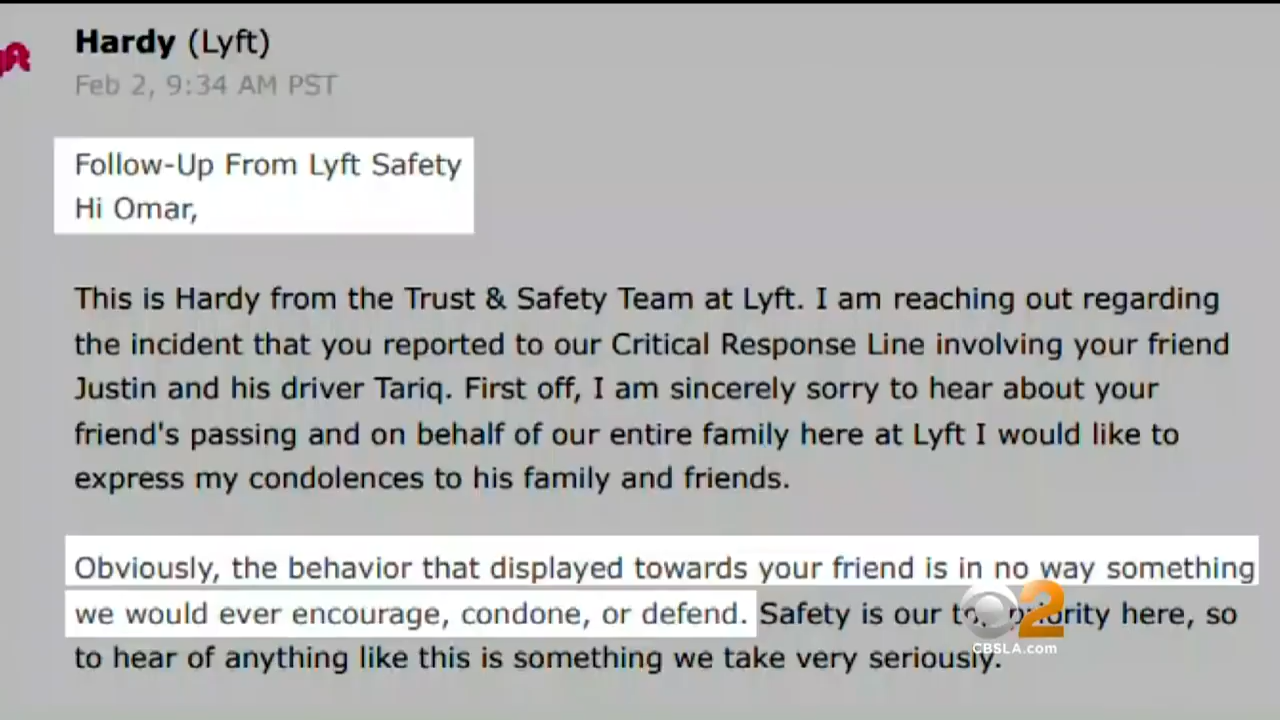 Hardy (Lyft)
Feb 2, 9:34 AM PST
Follow-Up From Lyft Safety
Hi Omar,
This is Hardy from the Trust & Safety Team at Lyft. I am reaching out regarding
the incident that you reported to our Critical Response Line involving your friend
Justin and his driver Tariq. First off, I am sincerely sorry to hear about your
friend's passing and on behalf of our entire family here at Lyft I would like to
express my condolences to his family and friends.
Obviously, the behavior that displayed towards your friend is in no way something
we would ever encourage, condone, or defend. Safety is our here, so
to hear of anything like this is something we take very seriously.
2
CBSLA.com